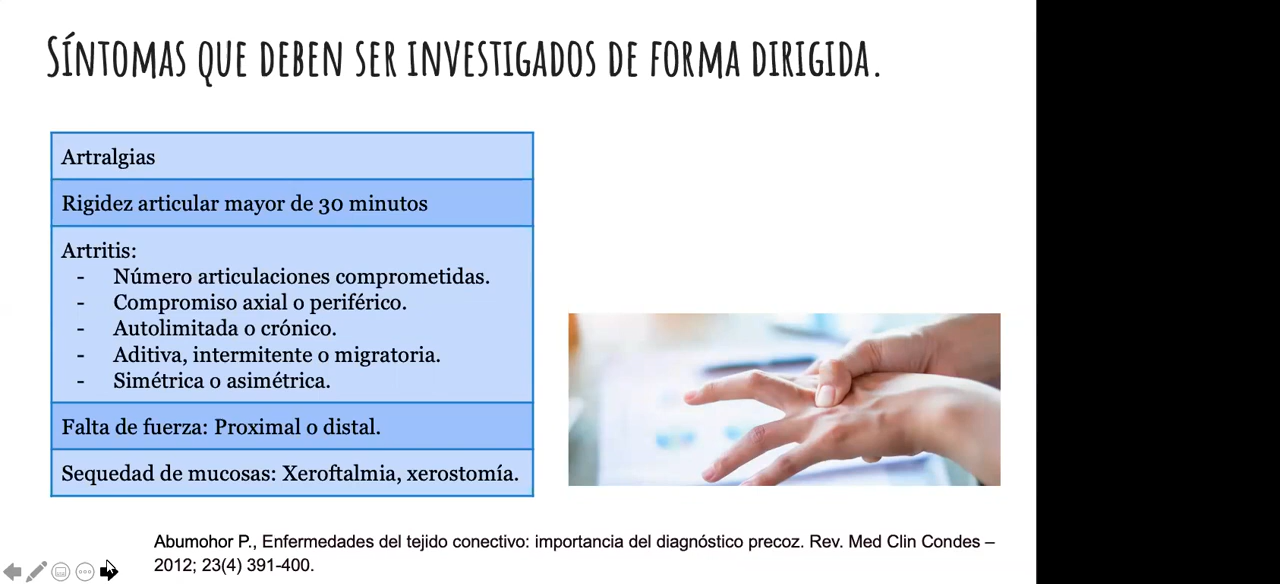 SÍNTOMAS QUE DEBEN SER INVESTIGADOS DE FORMA DIRIGIDA.
Artralgias
Rigidez articular mayor de 30 minutos
Artritis:
- Número articulaciones comprometidas.
- Compromiso axial o periférico.
- Autolimitada o crónico.
- Aditiva, intermitente o migratoria.
- Simétrica o asimétrica.
Falta de fuerza: Proximal o distal.
Sequedad de mucosas: Xeroftalmia, xerostomía.
Abumohor P., Enfermedades del tejido conectivo: importancia del diagnóstico precoz. Rev. Med Clin Condes –
2012; 23(4) 391-400.